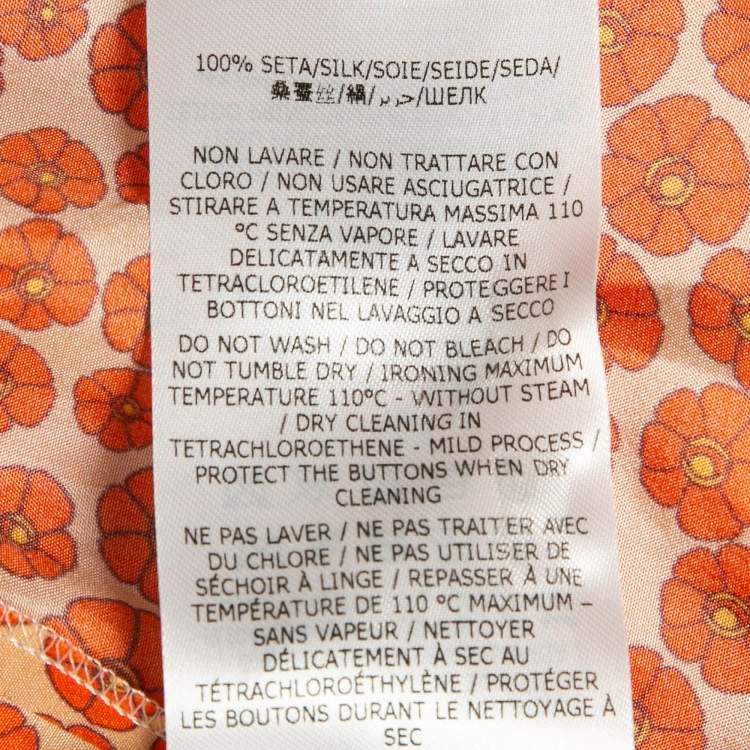 100% SETA/SILK/SOIE/SEIDE/SEDA/
桑蚕丝/絹/حرير/ШЕЛК
NON LAVARE / NON TRATTARE CON
CLORO / NON USARE ASCIUGATRICE /
STIRARE A TEMPERATURA MASSIMA 110
°C SENZA VAPORE / LAVARE
DELICATAMENTE A SECCO IN
TETRACLOROETILENE / PROTEGGERE I
BOTTONI NEL LAVAGGIO A SECCO
DO NOT WASH / DO NOT BLEACH / DO
NOT TUMBLE DRY / IRONING MAXIMUM
TEMPERATURE 110°C - WITHOUT STEAM
/ DRY CLEANING IN
TETRACHLOROETHENE - MILD PROCESS /
PROTECT THE BUTTONS WHEN DRY
CLEANING
NE PAS LAVER / NE PAS TRAITER AVEC
DU CHLORE / NE PAS UTILISER DE
SÉCHOIR À LINGE / REPASSER À UNE
TEMPÉRATURE DE 110 °C MAXIMUM –
SANS VAPEUR / NETTOYER
DÉLICATEMENT À SEC AU
TÉTRACHLOROÉTHYLÈNE / PROTÉGER
LES BOUTONS DURANT LE NETTOYAGE À
SEC